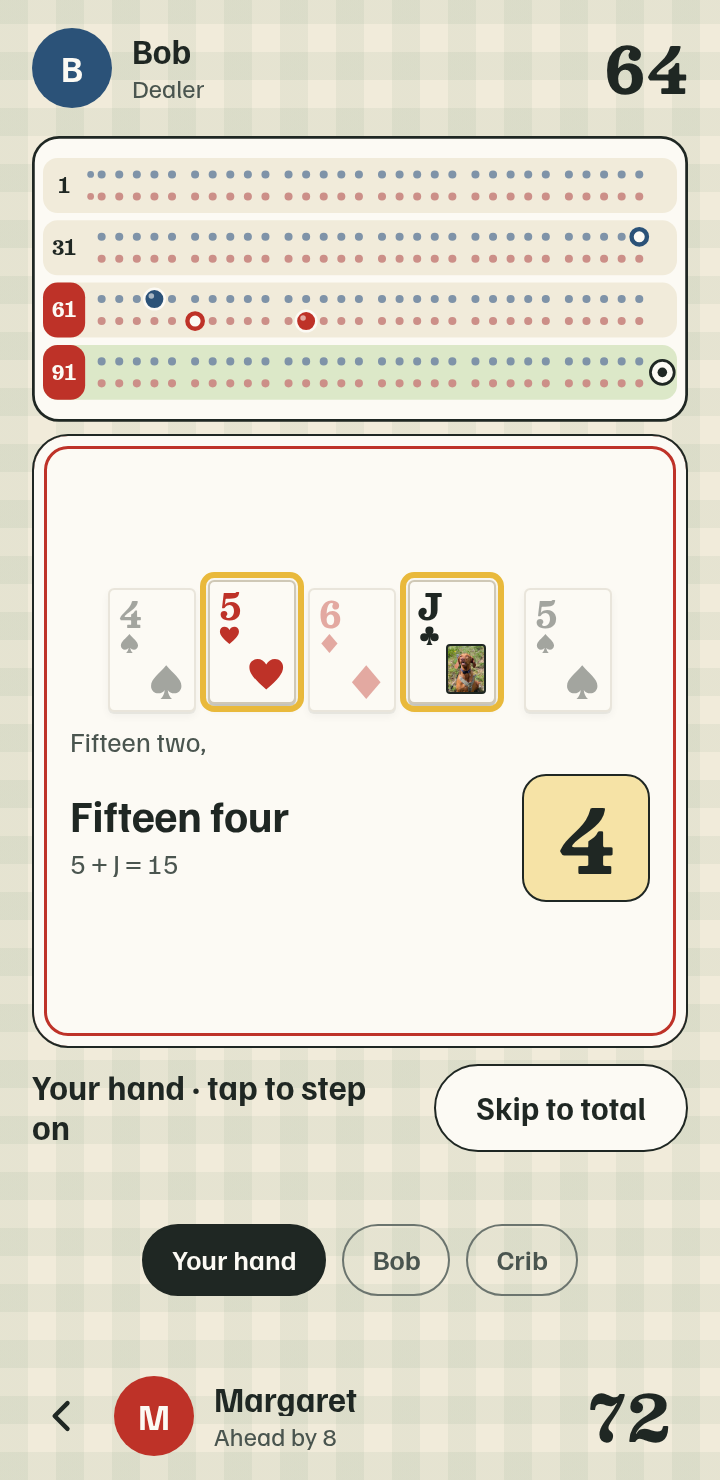 B
Bob
Dealer
64
1
31
61
91
4
5
6
J
5
Fifteen two,
Fifteen four
5 + J = 15
4
Your hand · tap to step
on
Skip to total
Your hand
Bob
Crib
M
Margaret
Ahead by 8
72